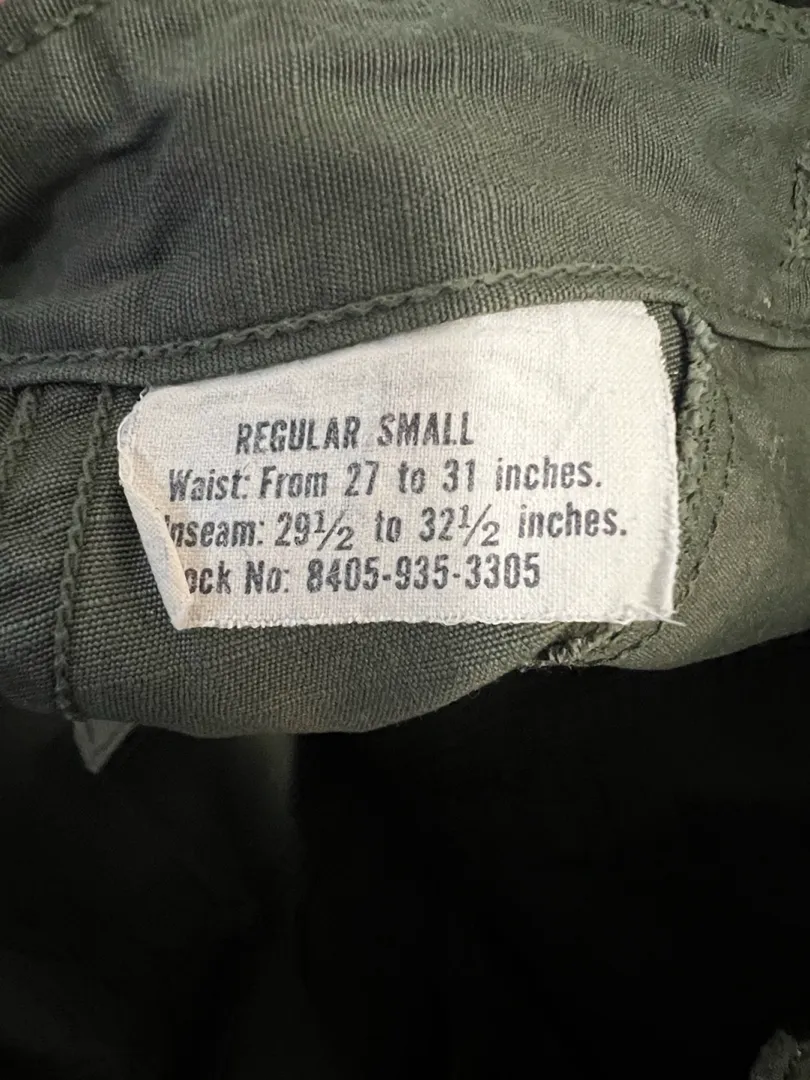 REGULAR SMALL
Waist: From 27 to 31 inches.
nseam: 29½ to 32½ inches.
ock No: 8405-935-3305